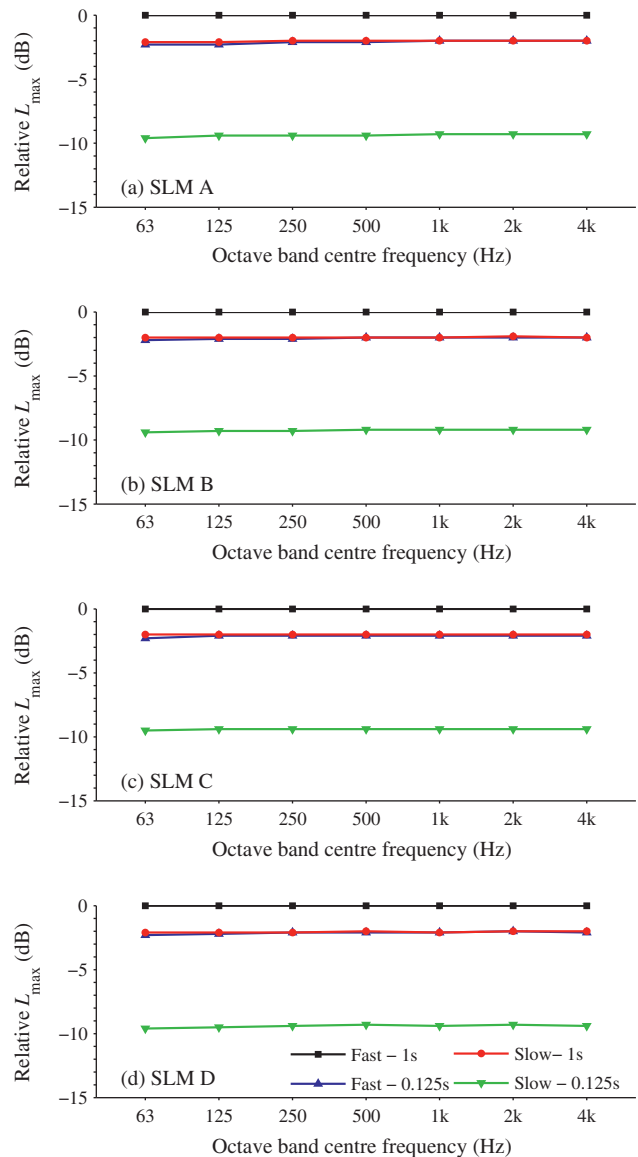 0
−5
−10
−15
Relative Lmax (dB)
(a) SLM A
63 125 250 500 1k 2k 4k
Octave band centre frequency (Hz)
0
−5
−10
−15
Relative Lmax (dB)
(b) SLM B
63 125 250 500 1k 2k 4k
Octave band centre frequency (Hz)
0
−5
−10
−15
Relative Lmax (dB)
(c) SLM C
63 125 250 500 1k 2k 4k
Octave band centre frequency (Hz)
0
−5
−10
−15
Relative Lmax (dB)
Fast − 1s Slow− 1s
(d) SLM D Fast − 0.125s Slow − 0.125s
63 125 250 500 1k 2k 4k
Octave band centre frequency (Hz)